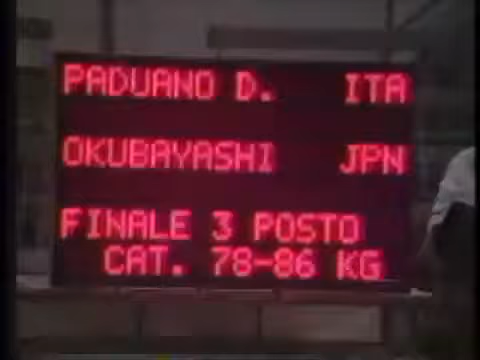 PADUANO D. ITA
OKUBAYASHI JPN
FINALE 3 POSTO
CAT. 78-86 KG